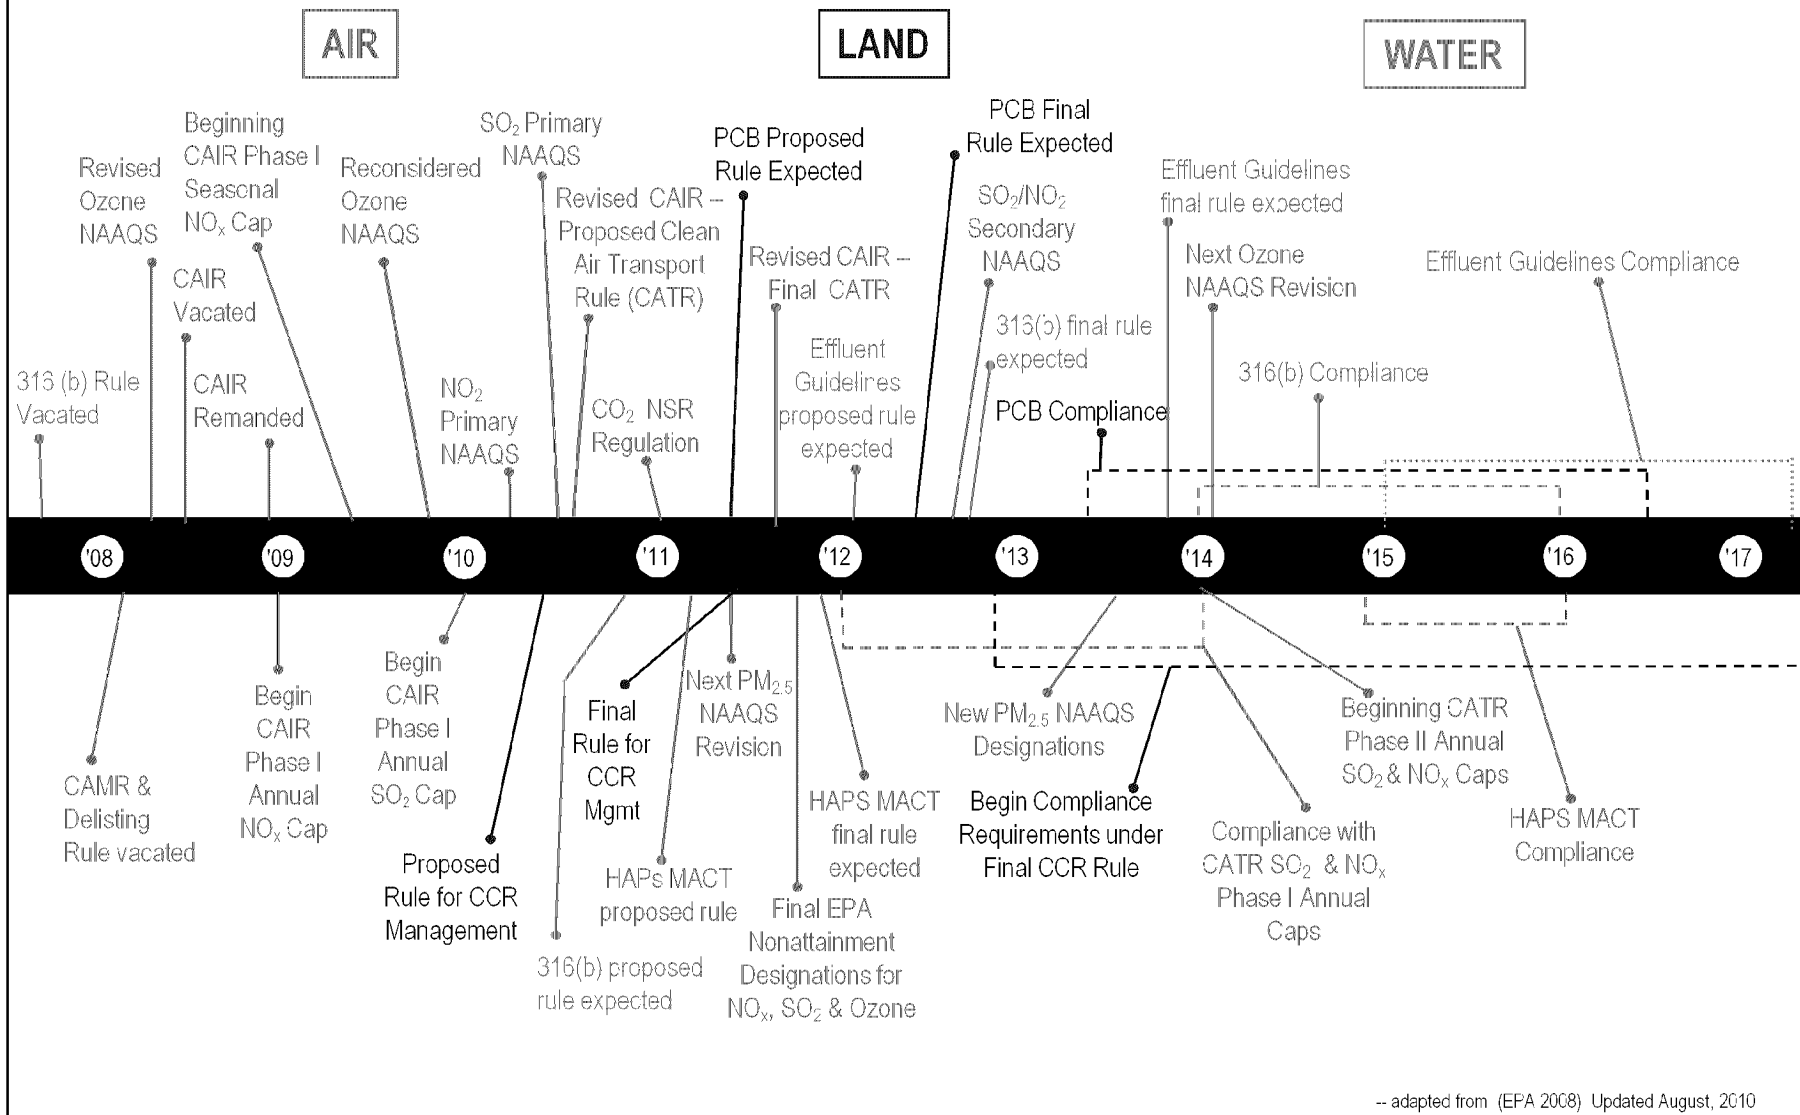 AIR
LAND
WATER
Revised
Ozone
NAAQS
Beginning
CAIR Phase I
Seasonal
NOx Cap
Reconsidered
Ozone
NAAQS
SO2 Primary
NAAQS
Revised CAIR –
Proposed Clean
Air Transport
Rule (CATR)
PCB Proposed
Rule Expected
Revised CAIR –
Final CATR
PCB Final
Rule Expected
SO2/NO2
Secondary
NAAQS
Effluent Guidelines
final rule expected
Next Ozone
NAAQS Revision
Effluent Guidelines Compliance
CAIR
Vacated
316 (b) Rule
Vacated
CAIR
Remanded
NO2
Primary
NAAQS
CO2 NSR
Regulation
Effluent
Guidelines
proposed rule
expected
316(b) final rule
expected
PCB Compliance
316(b) Compliance
'08
'09
'10
'11
'12
'13
'14
'15
'16
'17
CAMR &
Delisting
Rule vacated
Begin
CAIR
Phase I
Annual
NOx Cap
Begin
CAIR
Phase I
Annual
SO2 Cap
Proposed
Rule for CCR
Management
316(b) proposed
rule expected
Final
Rule for
CCR
Mgmt
HAPs MACT
proposed rule
Next PM2.5
NAAQS
Revision
Final EPA
Nonattainment
Designations for
NOx, SO2 & Ozone
HAPS MACT
final rule
expected
New PM2.5 NAAQS
Designations
Begin Compliance
Requirements under
Final CCR Rule
Compliance with
CATR SO2 & NOx
Phase I Annual
Caps
Beginning CATR
Phase II Annual
SO2 & NOx Caps
HAPS MACT
Compliance
-- adapted from (EPA 2008) Updated August, 2010